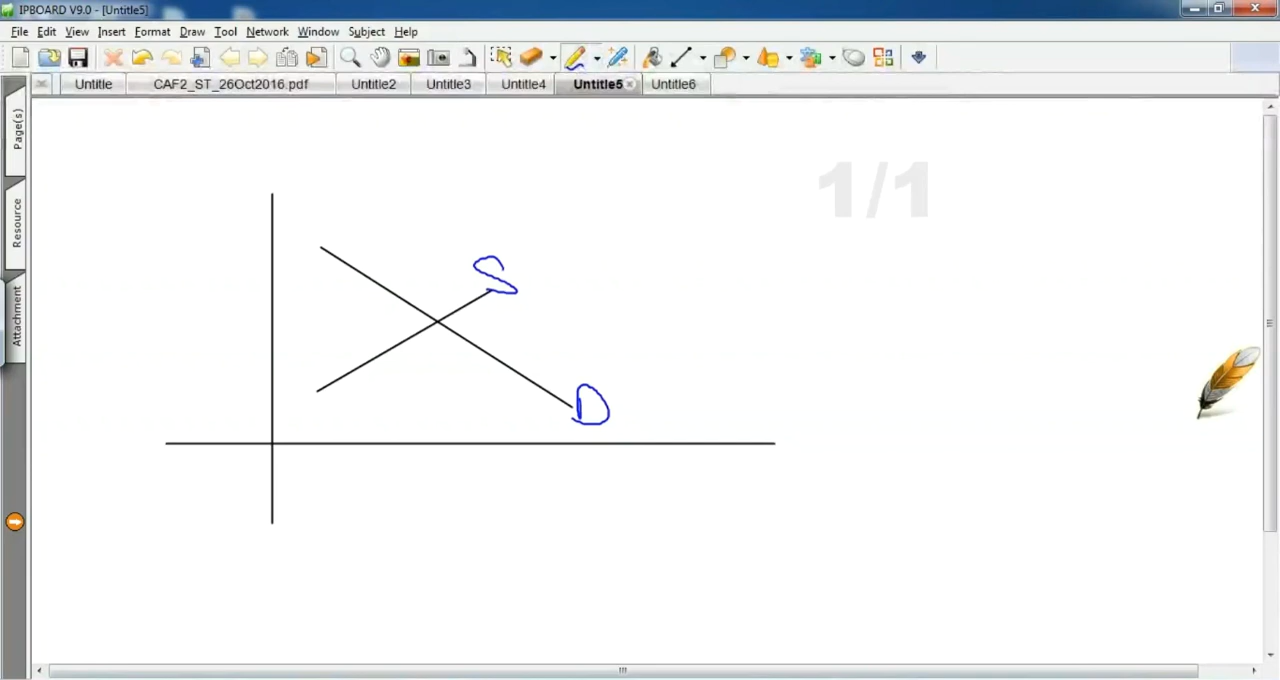 IPBOARD V9.0 - [Untitle5]
File Edit View Insert Format Draw Tool Network Window Subject Help
Untitle CAF2_ST_26Oct2016.pdf Untitle2 Untitle3 Untitle4 Untitle5 Untitle6
Page(s)
Resource
Attachment
1/1
S
D